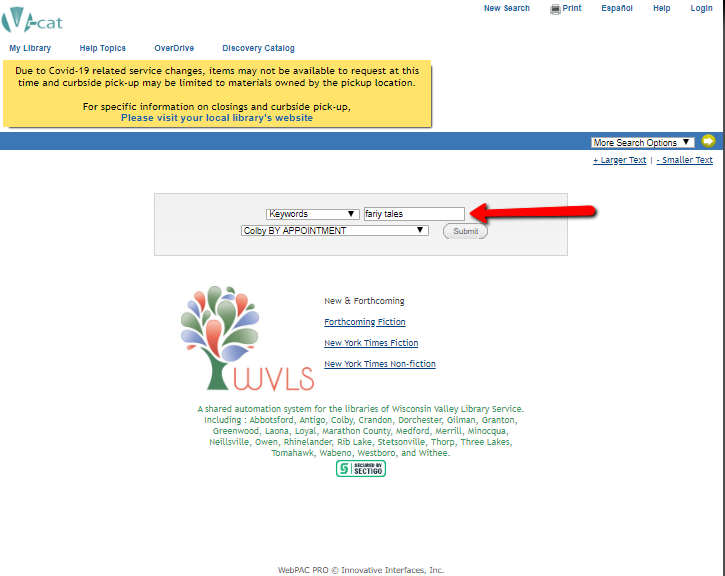 New Search Print Español Help Login
V-cat
My Library Help Topics OverDrive Discovery Catalog
Due to Covid-19 related service changes, items may not be available to request at this
time and curbside pick-up may be limited to materials owned by the pickup location.
For specific information on closings and curbside pick-up,
Please visit your local library's website
More Search Options
+ Larger Text | - Smaller Text
Keywords fariy tales
Colby BY APPOINTMENT Submit
New & Forthcoming
Forthcoming Fiction
New York Times Fiction
New York Times Non-fiction
WVLS
A shared automation system for the libraries of Wisconsin Valley Library Service.
Including : Abbotsford, Antigo, Colby, Crandon, Dorchester, Gilman, Granton,
Greenwood, Laona, Loyal, Marathon County, Medford, Merrill, Minocqua,
Neillsville, Owen, Rhinelander, Rib Lake, Stetsonville, Thorp, Three Lakes,
Tomahawk, Wabeno, Westboro, and Withee.
S SECURED BY
SECTIGO
WebPAC PRO © Innovative Interfaces, Inc.